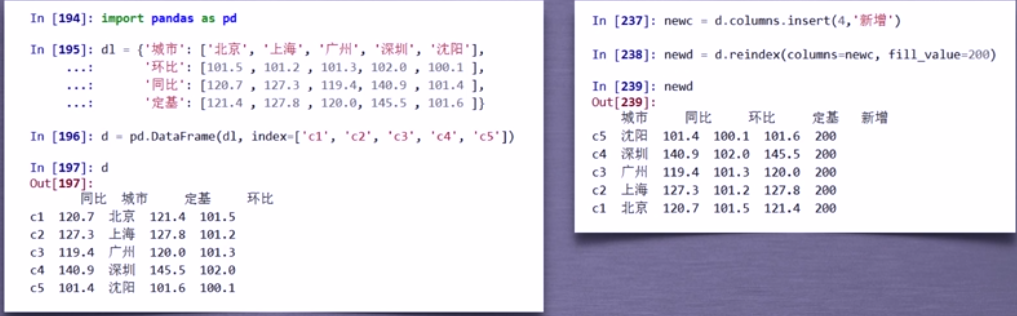 In [194]: import pandas as pd
In [195]: dl = {'城市': ['北京', '上海', '广州', '深圳', '沈阳'],
...: '环比': [101.5 , 101.2 , 101.3, 102.0 , 100.1 ],
...: '同比': [120.7 , 127.3 , 119.4, 140.9 , 101.4 ],
...: '定基': [121.4 , 127.8 , 120.0, 145.5 , 101.6 ]}
In [196]: d = pd.DataFrame(dl, index=['c1', 'c2', 'c3', 'c4', 'c5'])
In [197]: d
Out[197]:
同比 城市 定基 环比
c1 120.7 北京 121.4 101.5
c2 127.3 上海 127.8 101.2
c3 119.4 广州 120.0 101.3
c4 140.9 深圳 145.5 102.0
c5 101.4 沈阳 101.6 100.1
In [237]: newc = d.columns.insert(4,'新增')
In [238]: newd = d.reindex(columns=newc, fill_value=200)
In [239]: newd
Out[239]:
城市 同比 环比 定基 新增
c5 沈阳 101.4 100.1 101.6 200
c4 深圳 140.9 102.0 145.5 200
c3 广州 119.4 101.3 120.0 200
c2 上海 127.3 101.2 127.8 200
c1 北京 120.7 101.5 121.4 200